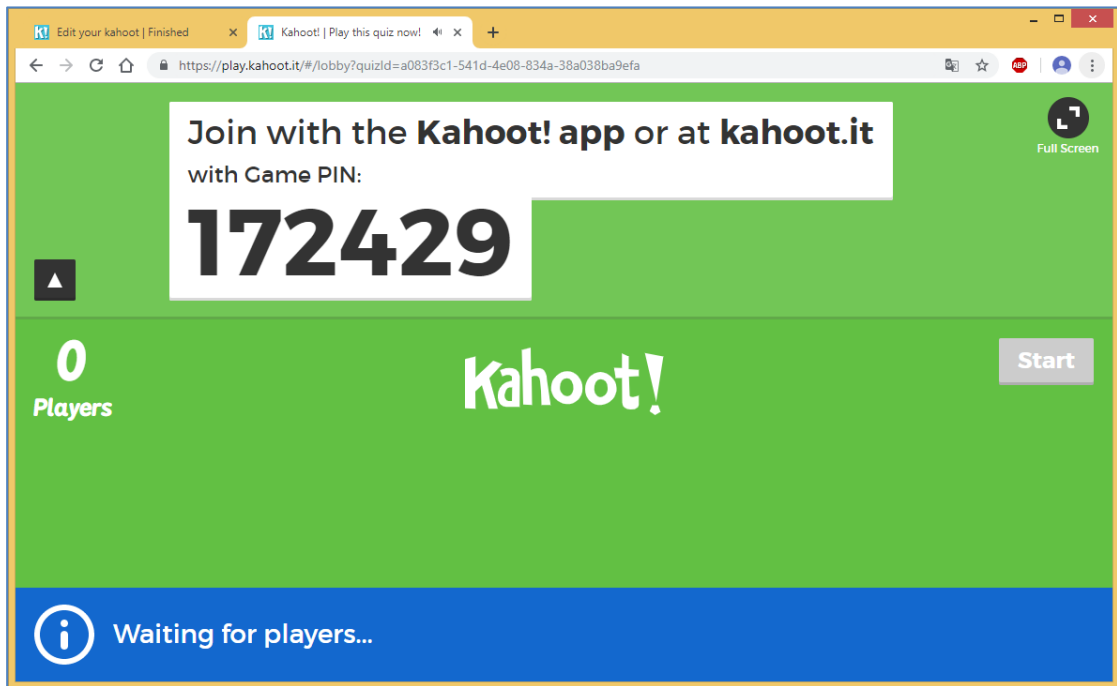 Edit your kahoot | Finished
Kahoot! | Play this quiz now!
https://play.kahoot.it/#/lobby?quizId=a083f3c1-541d-4e08-834a-38a038ba9efa
ABP
Join with the Kahoot! app or at kahoot.it
with Game PIN:
172429
Full Screen
0
Players
Kahoot!
Start
Waiting for players...